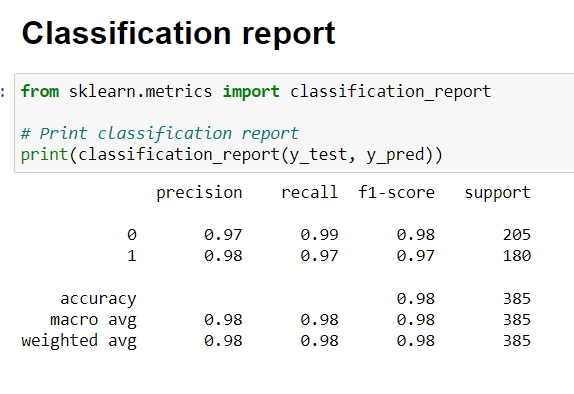 Classification report
: from sklearn.metrics import classification_report
# Print classification report
print(classification_report(y_test, y_pred))
precision recall f1-score support
0 0.97 0.99 0.98 205
1 0.98 0.97 0.97 180
accuracy 0.98 385
macro avg 0.98 0.98 0.98 385
weighted avg 0.98 0.98 0.98 385